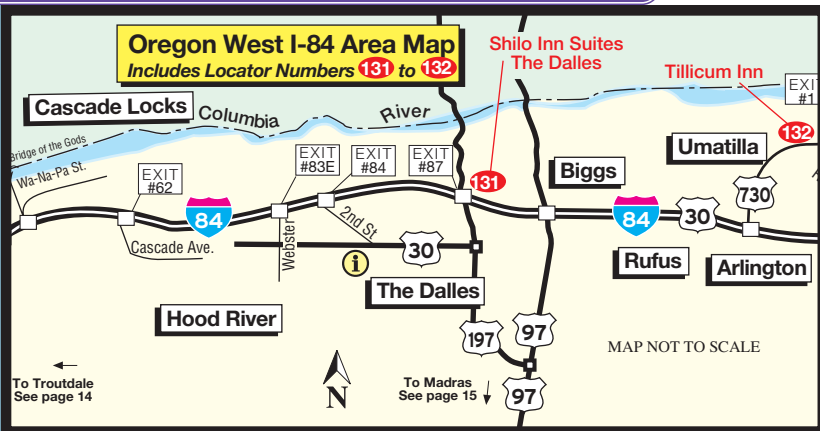 Oregon West I-84 Area Map
Includes Locator Numbers 131 to 132
Shilo Inn Suites
The Dalles
Tillicum Inn
Cascade Locks
Columbia River
EXIT
#1
132
Bridge of the Gods
Wa-Na-Pa St.
EXIT
#62
EXIT
#83E
EXIT
#84
EXIT
#87
131
Biggs
Umatilla
730
84
2nd St
84
30
Cascade Ave.
Webster
30
i
Rufus
Arlington
The Dalles
Hood River
197
97
MAP NOT TO SCALE
To Troutdale
See page 14
N
To Madras
See page 15
97